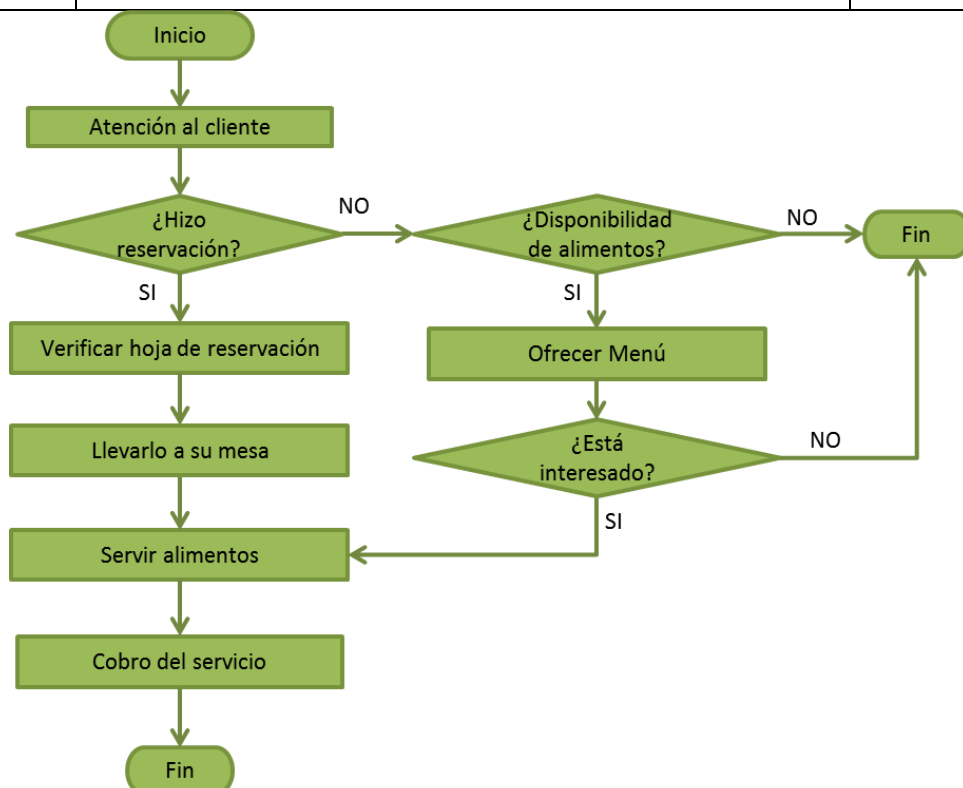 Inicio
Atención al cliente
¿Hizo
reservación?
NO
¿Disponibilidad
de alimentos?
NO
Fin
SI
SI
Verificar hoja de reservación
Ofrecer Menú
Llevarlo a su mesa
¿Está
interesado?
NO
SI
Servir alimentos
Cobro del servicio
Fin